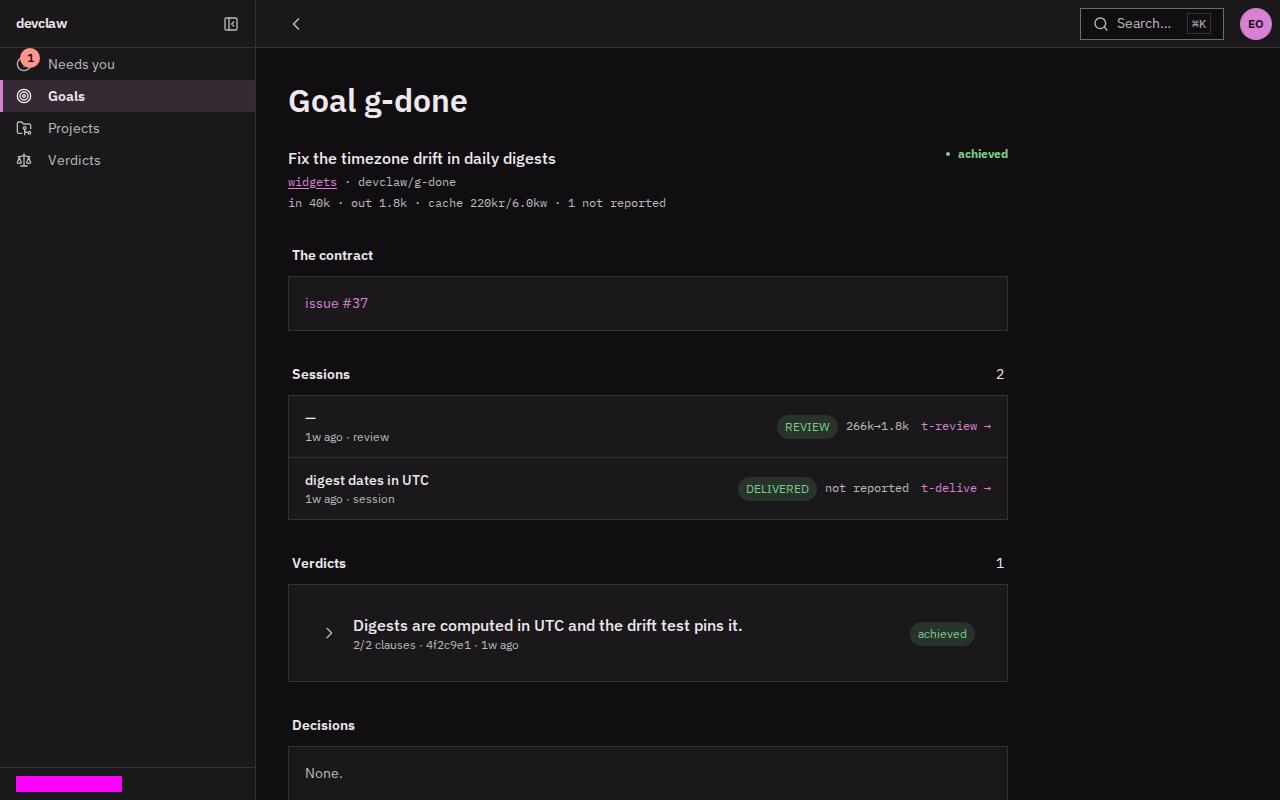 devclaw
Search... ⌘K EO
1 Needs you
Goals
Projects
Verdicts
Goal g-done
Fix the timezone drift in daily digests • achieved
widgets · devclaw/g-done
in 40k · out 1.8k · cache 220kr/6.0kw · 1 not reported
The contract
issue #37
Sessions 2
— REVIEW 266k→1.8k t-review →
1w ago · review
digest dates in UTC DELIVERED not reported t-delive →
1w ago · session
Verdicts 1
Digests are computed in UTC and the drift test pins it. achieved
2/2 clauses · 4f2c9e1 · 1w ago
Decisions
None.